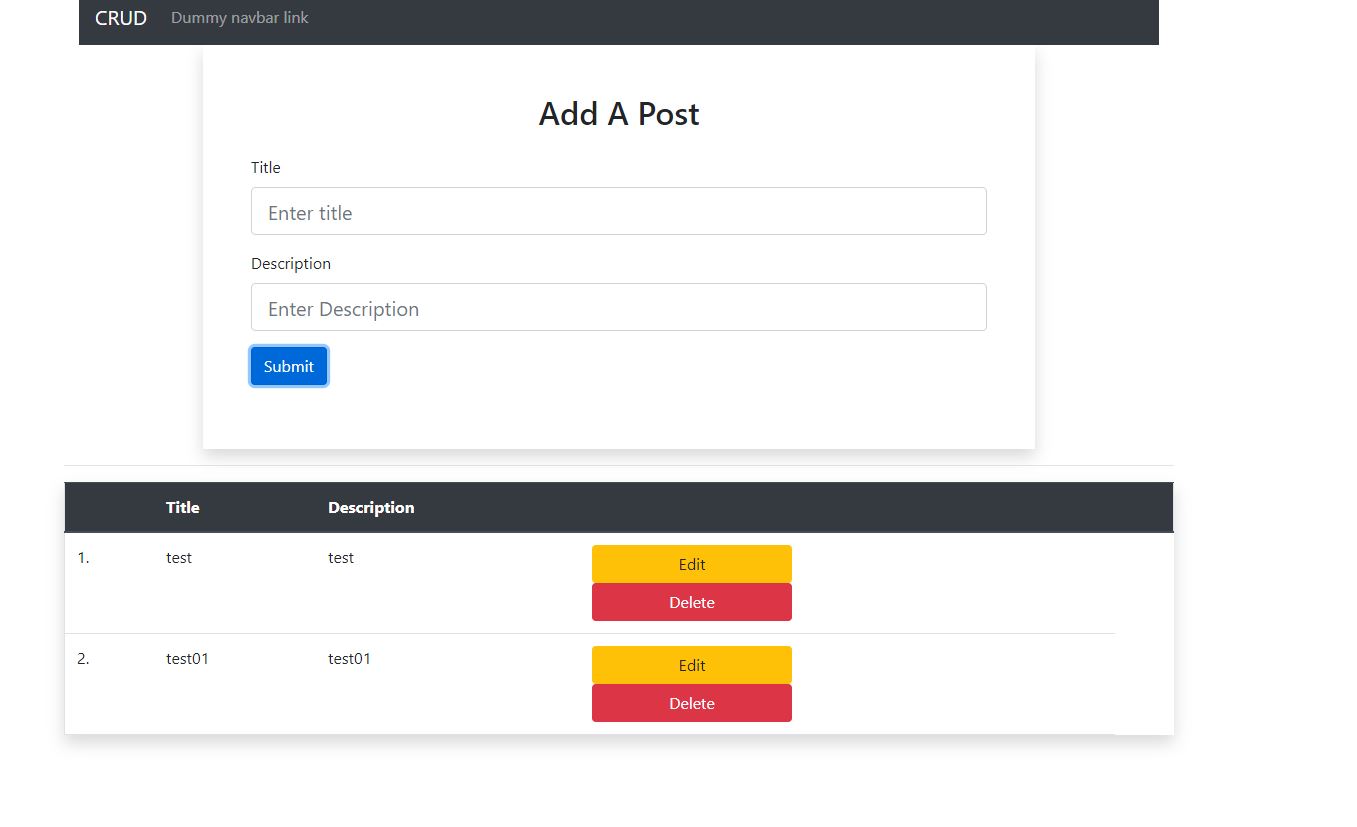 CRUD Dummy navbar link
Add A Post
Title
Enter title
Description
Enter Description
Submit
Title Description
1. test test Edit
Delete
2. test01 test01 Edit
Delete